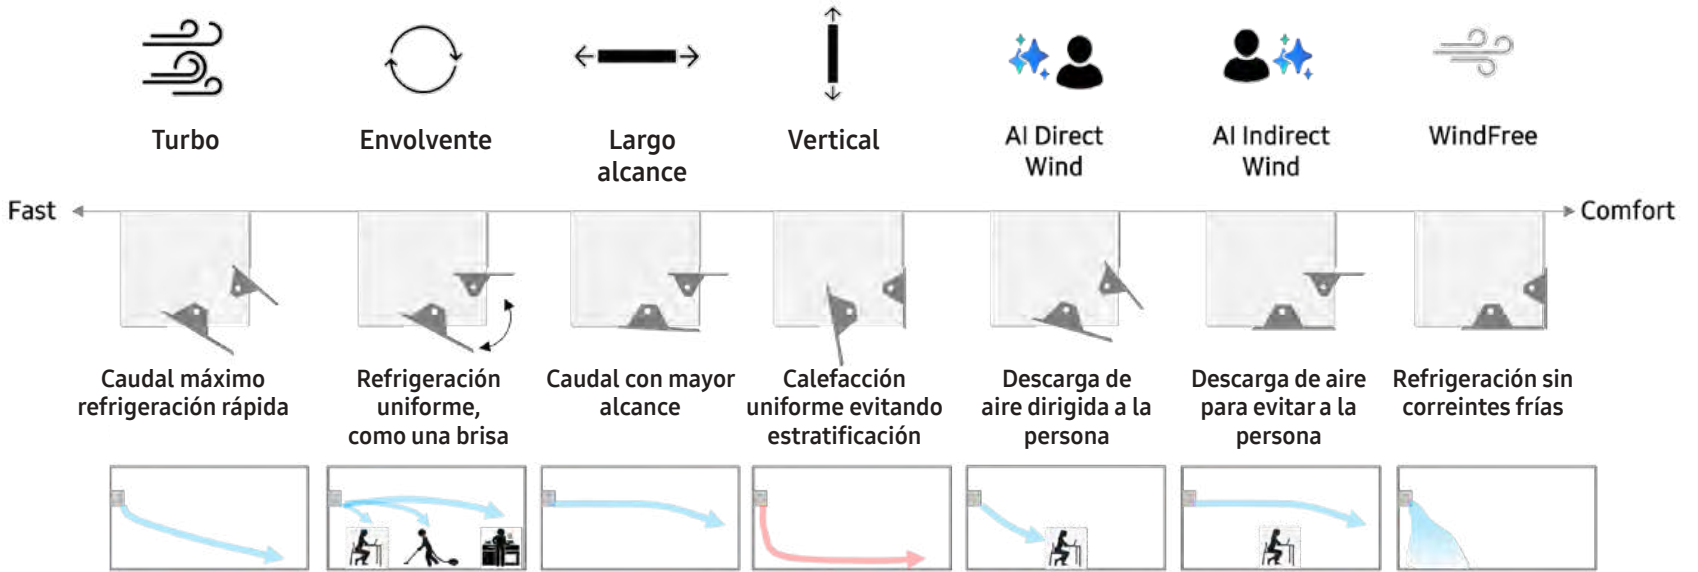 Turbo
Envolvente
Largo
alcance
Vertical
AI Direct
Wind
AI Indirect
Wind
WindFree
Fast
Comfort
Caudal máximo
refrigeración rápida
Refrigeración
uniforme,
como una brisa
Caudal con mayor
alcance
Calefacción
uniforme evitando
estratificación
Descarga de
aire dirigida a la
persona
Descarga de aire
para evitar a la
persona
Refrigeración sin
correintes frías